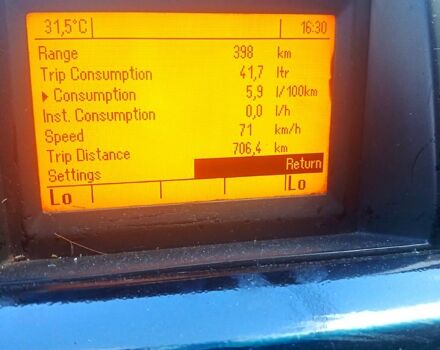 31,5°C 16:30
Range 398 km
Trip Consumption 41,7 ltr
Consumption 5,9 l/100km
Inst. Consumption 0,0 l/h
Speed 71 km/h
Trip Distance 706,4 km
Settings Return
Lo Lo